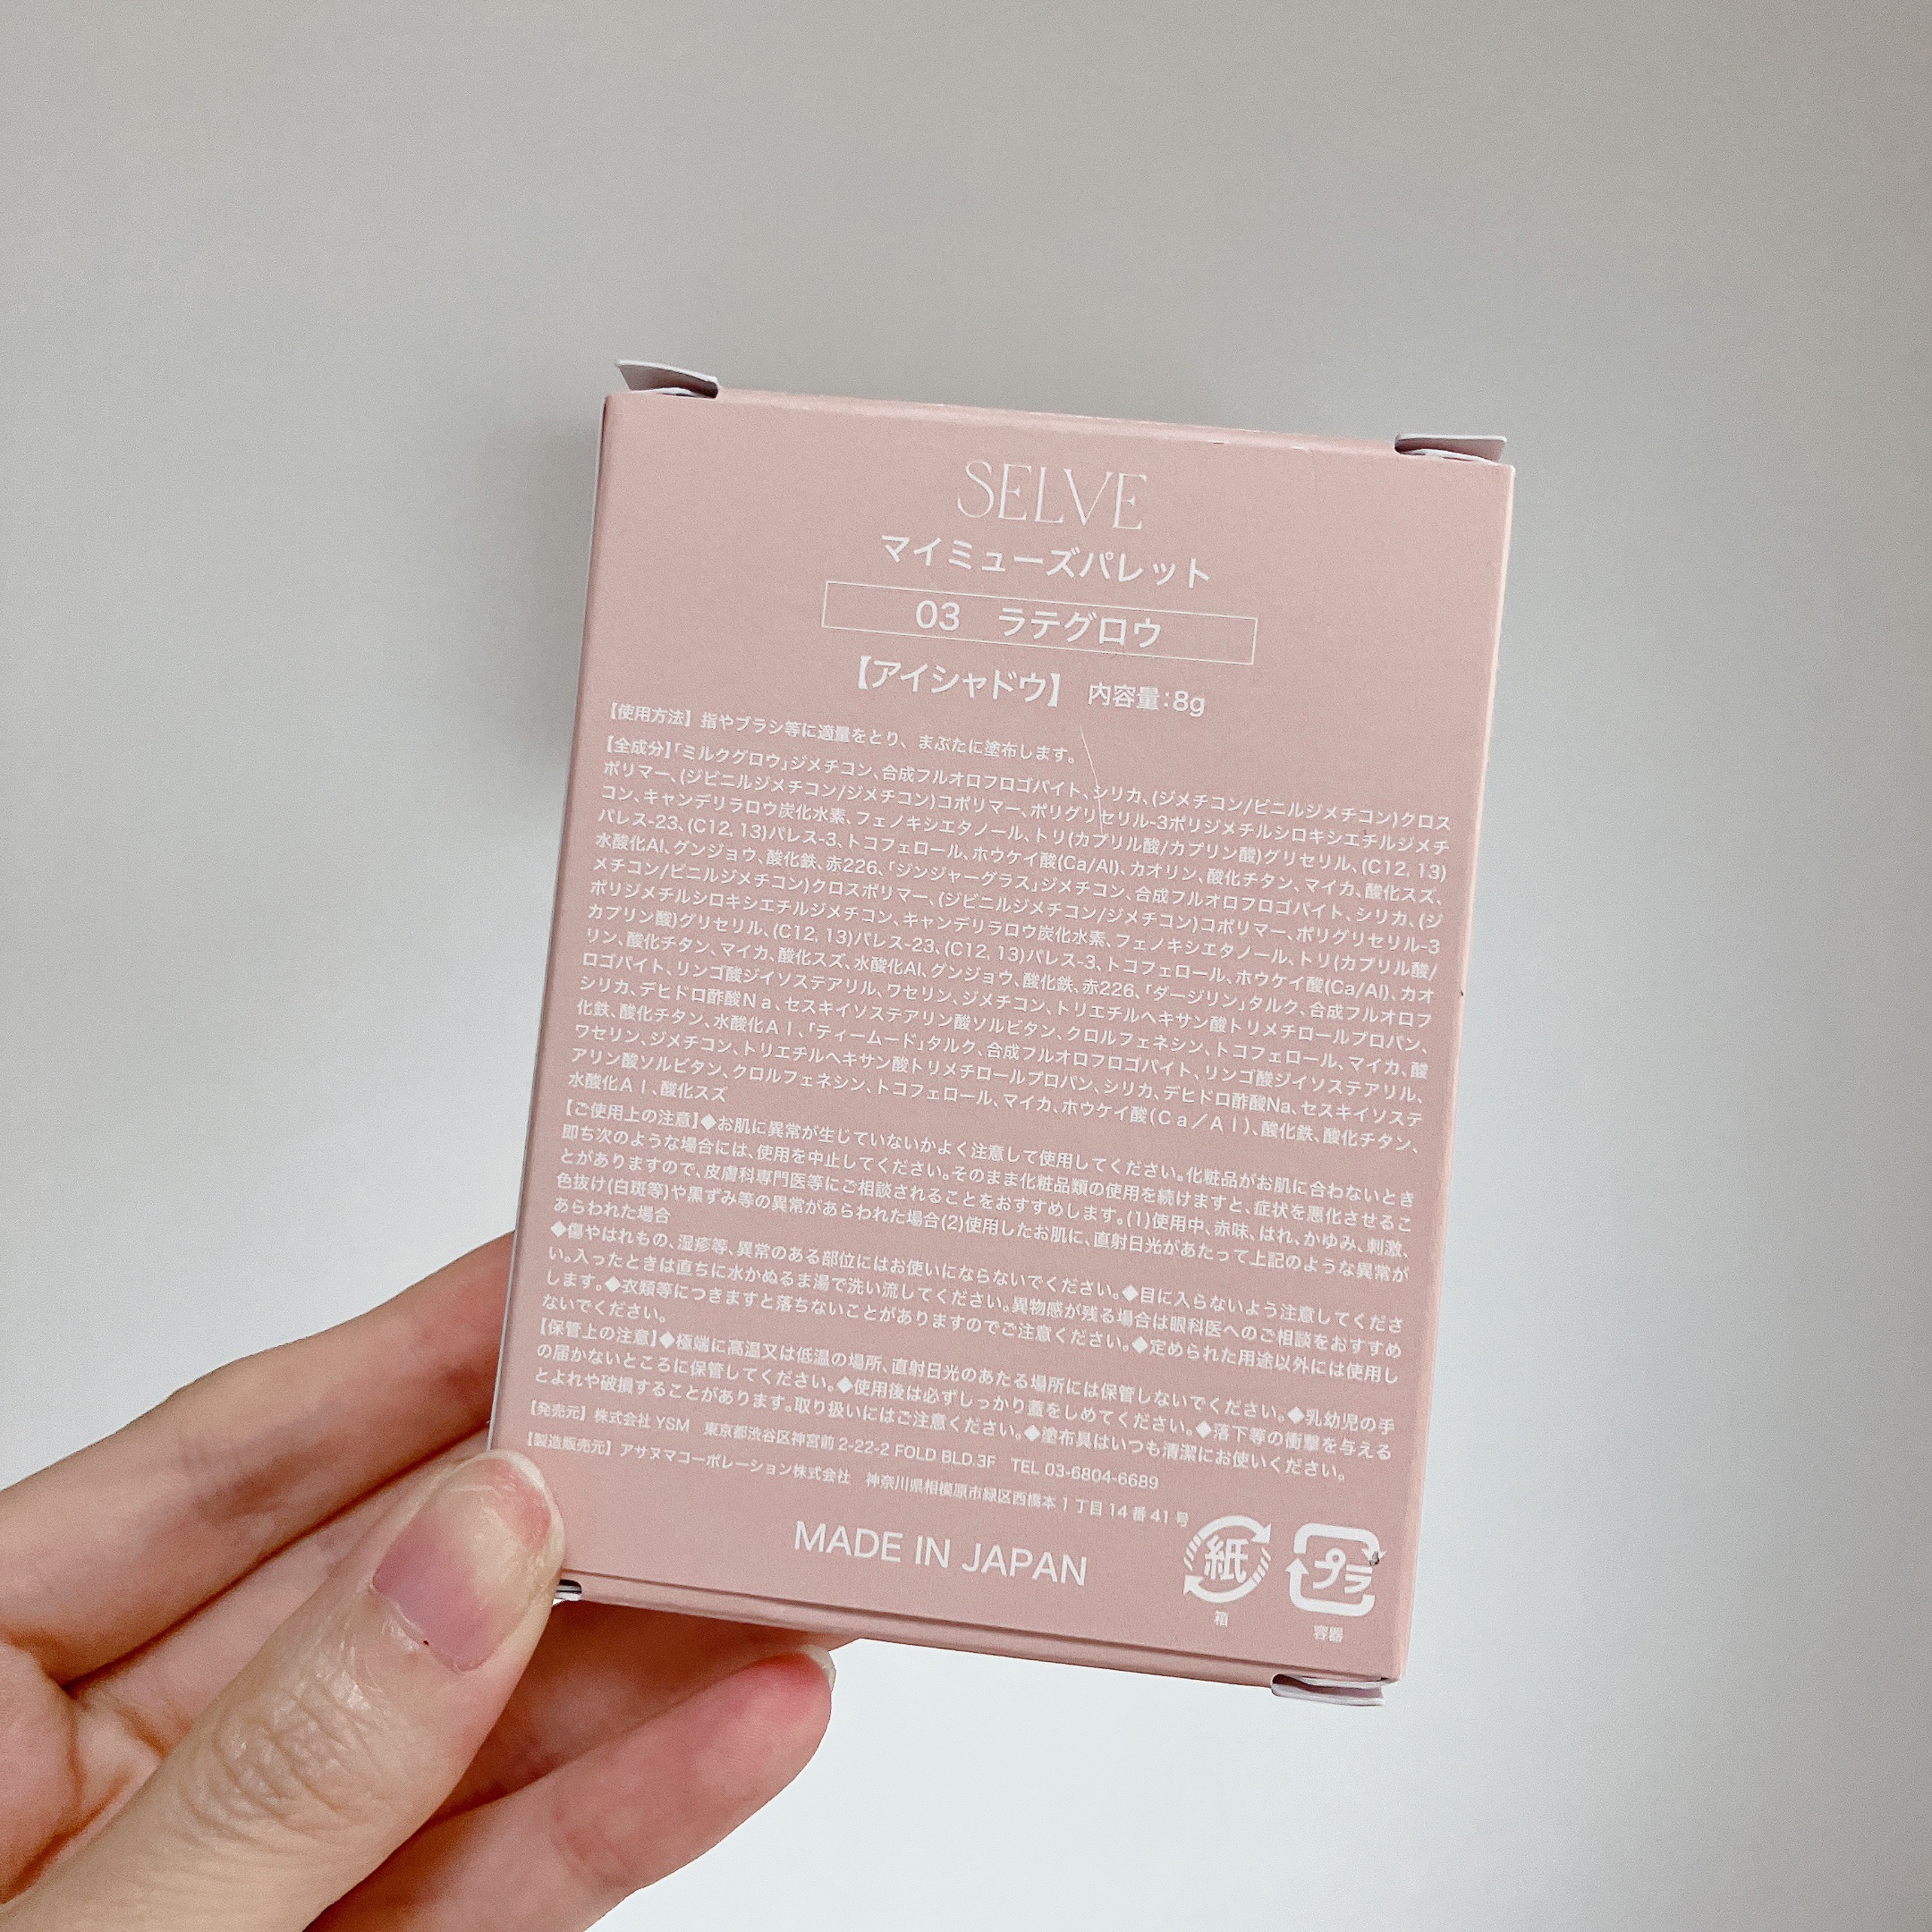 SELVE
マイミューズパレット
03 ラテグロウ
【アイシャドウ】 内容量:8g
【使用方法】指やブラシ等に適量をとり、まぶたに塗布します。
【全成分】「ミルクグロウ」ジメチコン、合成フルオロフロゴパイト、シリカ、(ジメチコン/ビニルジメチコン)クロス
ポリマー、(ジビニルジメチコン/ジメチコン)コポリマー、ポリグリセリル-3ポリジメチルシロキシエチルジメチ
コン、キャンデリラロウ炭化水素、フェノキシエタノール、トリ(カプリル酸/カプリン酸)グリセリル、(C12, 13)
パレス-23、(C12, 13)パレス-3、トコフェロール、ホウケイ酸(Ca/Al)、カオリン、酸化チタン、マイカ、酸化スズ、
水酸化Al、グンジョウ、酸化鉄、赤226、「ジンジャーグラス」ジメチコン、合成フルオロフロゴパイト、シリカ、(ジ
メチコン/ビニルジメチコン)クロスポリマー、(ジビニルジメチコン/ジメチコン)コポリマー、ポリグリセリル-3
ポリジメチルシロキシエチルジメチコン、キャンデリラロウ炭化水素、フェノキシエタノール、トリ(カプリル酸/
カプリン酸)グリセリル、(C12, 13)パレス-23、(C12, 13)パレス-3、トコフェロール、ホウケイ酸(Ca/Al)、カオ
リン、酸化チタン、マイカ、酸化スズ、水酸化Al、グンジョウ、酸化鉄、赤226、「ダージリン」タルク、合成フルオロフ
ロゴパイト、リンゴ酸ジイソステアリル、ワセリン、ジメチコン、トリエチルヘキサン酸トリメチロールプロパン、
シリカ、デヒドロ酢酸Na、セスキイソステアリン酸ソルビタン、クロルフェネシン、トコフェロール、マイカ、酸
化鉄、酸化チタン、水酸化Al、「ティームード」タルク、合成フルオロフロゴパイト、リンゴ酸ジイソステアリル、
ワセリン、ジメチコン、トリエチルヘキサン酸トリメチロールプロパン、シリカ、デヒドロ酢酸Na、セスキイソステ
アリン酸ソルビタン、クロルフェネシン、トコフェロール、マイカ、ホウケイ酸(Ca/Al)、酸化鉄、酸化チタン、
水酸化Al、酸化スズ
【ご使用上の注意】◆お肌に異常が生じていないかよく注意して使用してください。化粧品がお肌に合わないとき
即ち次のような場合には、使用を中止してください。そのまま化粧品類の使用を続けますと、症状を悪化させるこ
とがありますので、皮膚科専門医等にご相談されることをおすすめします。(1)使用中、赤味、はれ、かゆみ、刺激、
色抜け(白斑等)や黒ずみ等の異常があらわれた場合(2)使用したお肌に、直射日光があたって上記のような異常が
あらわれた場合
◆傷やはれもの、湿疹等、異常のある部位にはお使いにならないでください。◆目に入らないよう注意してくださ
い。入ったときは直ちに水かぬるま湯で洗い流してください。異物感が残る場合は眼科医へのご相談をおすすめ
します。◆衣類等につきますと落ちないことがありますのでご注意ください。◆定められた用途以外には使用し
ないでください。
【保管上の注意】◆極端に高温又は低温の場所、直射日光のあたる場所には保管しないでください。◆乳幼児の手
の届かないところに保管してください。◆使用後は必ずしっかり蓋をしめてください。◆落下等の衝撃を与える
とよれや破損することがあります。取り扱いにはご注意ください。◆塗布具はいつも清潔にお使いください。
【発売元】株式会社 YSM 東京都渋谷区神宮前 2-22-2 FOLD BLD.3F TEL 03-6804-6689
【製造販売元】アサヌマコーポレーション株式会社 神奈川県相模原市緑区西橋本 1 丁目 14 番 41 号
MADE IN JAPAN
紙
箱
プラ
容器